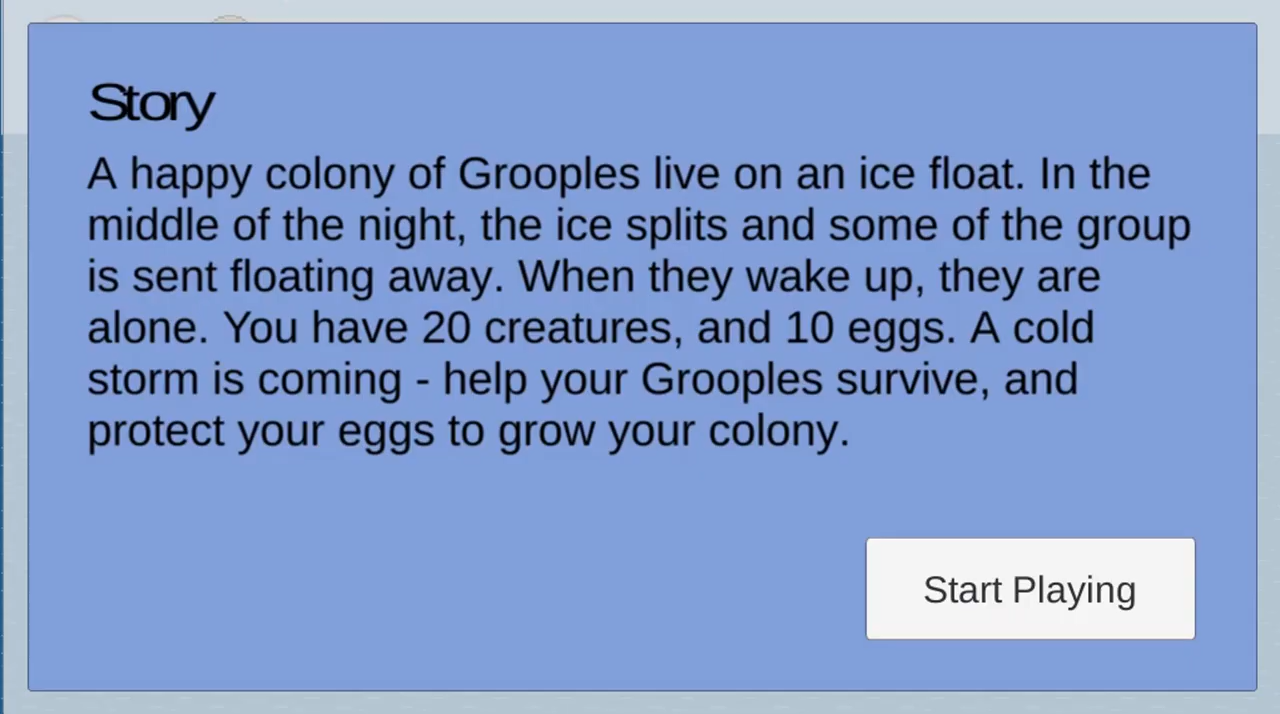 Story
A happy colony of Grooples live on an ice float. In the
middle of the night, the ice splits and some of the group
is sent floating away. When they wake up, they are
alone. You have 20 creatures, and 10 eggs. A cold
storm is coming - help your Grooples survive, and
protect your eggs to grow your colony.
Start Playing